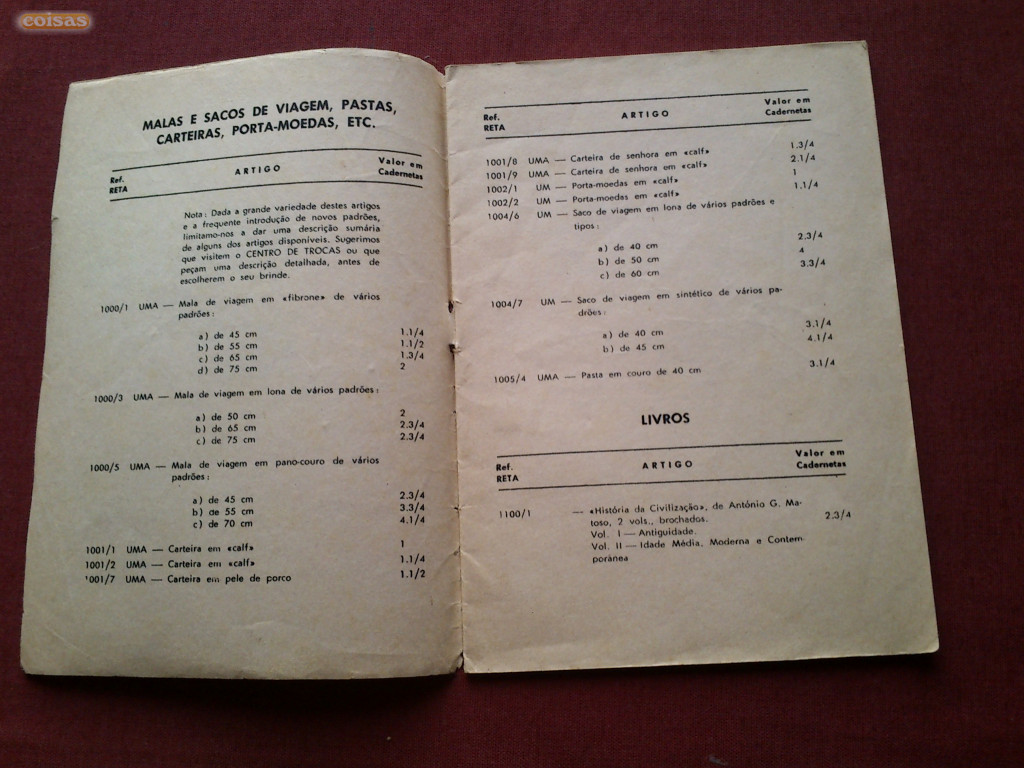 coisas
MALAS E SACOS DE VIAGEM, PASTAS,
CARTEIRAS, PORTA-MOEDAS, ETC.
Ref. RETA ARTIGO Valor em Cadernetas
Nota: Dada a grande variedade destes artigos
e a frequente introdução de novos padrões,
limitamo-nos a dar uma descrição sumária
de alguns dos artigos disponíveis. Sugerimos
que visitem o CENTRO DE TROCAS ou que
peçam uma descrição detalhada, antes de
escolherem o seu brinde.
1000/1 UMA — Mala de viagem em «fibrone» de vários
padrões:
a) de 45 cm 1.1/4
b) de 55 cm 1.1/2
c) de 65 cm 1.3/4
d) de 75 cm 2
1000/3 UMA — Mala de viagem em lona de vários padrões:
a) de 50 cm 2
b) de 65 cm 2.3/4
c) de 75 cm 2.3/4
1000/5 UMA — Mala de viagem em pano-couro de vários
padrões:
a) de 45 cm 2.3/4
b) de 55 cm 3.3/4
c) de 70 cm 4.1/4
1001/1 UMA — Carteira em «calf» 1
1001/2 UMA — Carteira em «calf» 1.1/4
1001/7 UMA — Carteira em pele de porco 1.1/2
Ref. RETA ARTIGO Valor em Cadernetas
1001/8 UMA — Carteira de senhora em «calf» 1.3/4
1001/9 UMA — Carteira de senhora em «calf» 2.1/4
1002/1 UM — Porta-moedas em «calf» 1
1002/2 UM — Porta-moedas em «calf» 1.1/4
1004/6 UM — Saco de viagem em lona de vários padrões e
tipos:
a) de 40 cm 2.3/4
b) de 50 cm 4
c) de 60 cm 3.3/4
1004/7 UM — Saco de viagem em sintético de vários pa-
drões:
a) de 40 cm 3.1/4
b) de 45 cm 4.1/4
1005/4 UMA — Pasta em couro de 40 cm 3.1/4
LIVROS
Ref. RETA ARTIGO Valor em Cadernetas
1100/1 — «História da Civilização», de António G. Ma-
toso, 2 vols., brochados. 2.3/4
Vol. I — Antiguidade.
Vol. II — Idade Média, Moderna e Contem-
porânea